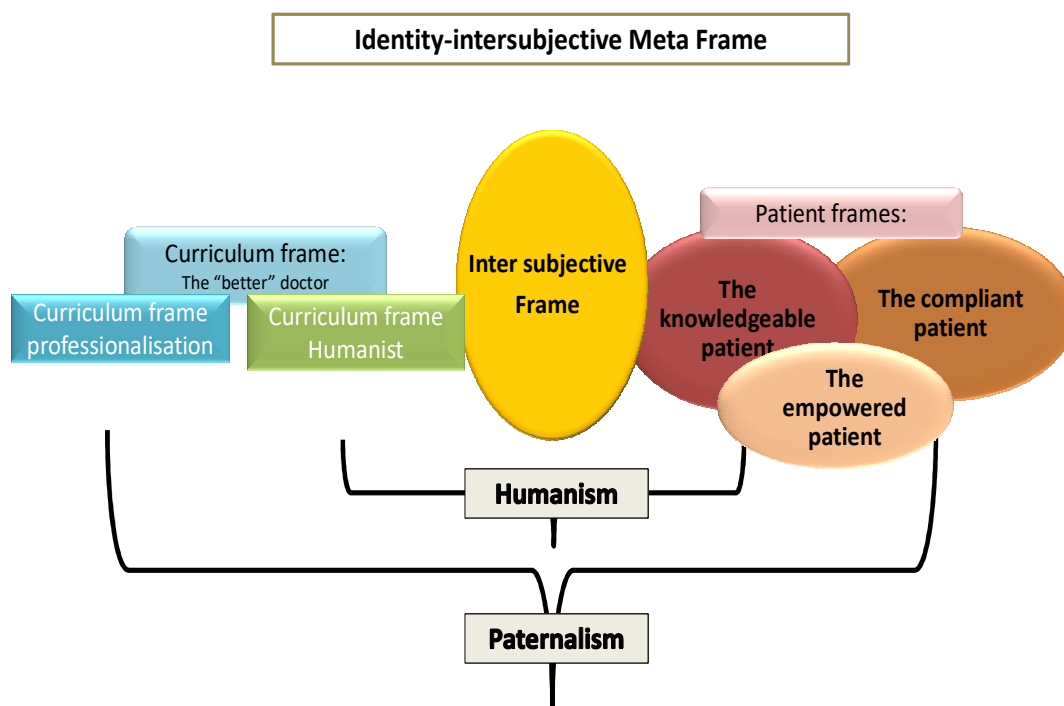 Identity-intersubjective Meta Frame
Curriculum frame:
The “better” doctor
Curriculum frame
professionalisation
Curriculum frame
Humanist
Inter subjective
Frame
Patient frames:
The
knowledgeable
patient
The compliant
patient
The
empowered
patient
Humanism
Paternalism